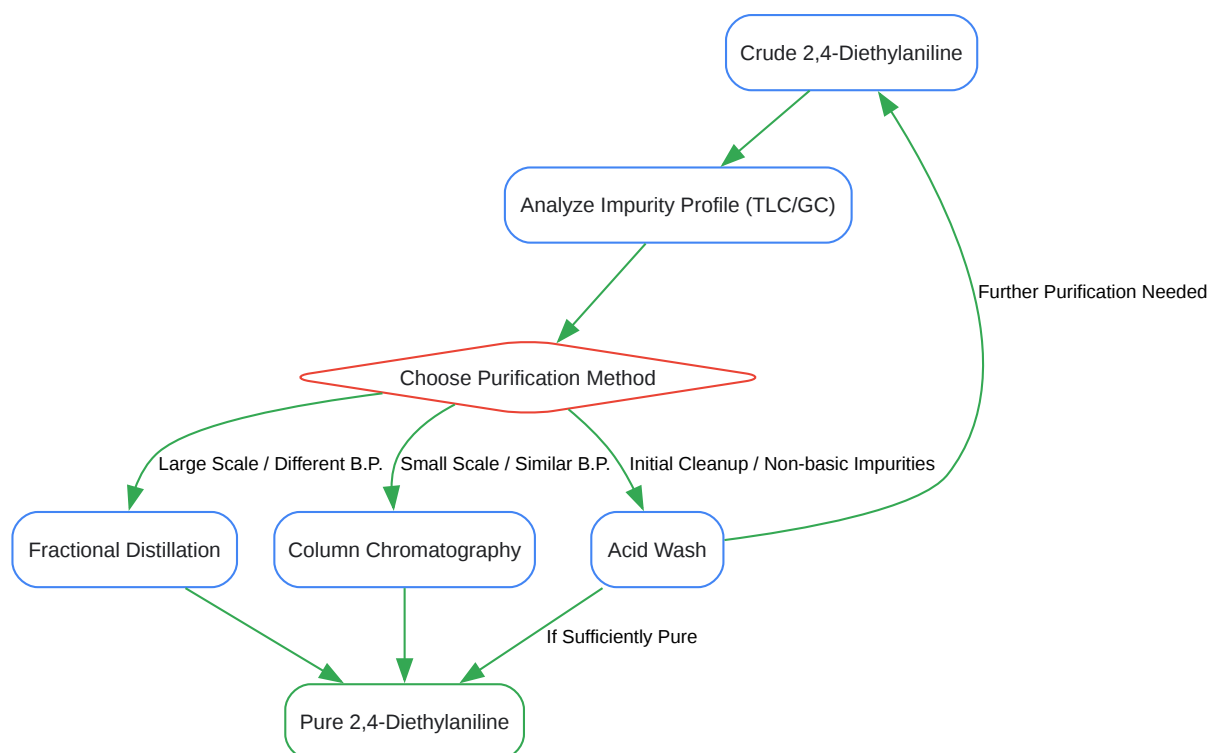 Crude 2,4-Diethylaniline
Analyze Impurity Profile (TLC/GC)
Further Purification Needed
Choose Purification Method
Large Scale / Different B.P.
Small Scale / Similar B.P.
Initial Cleanup / Non-basic Impurities
Fractional Distillation
Column Chromatography
Acid Wash
If Sufficiently Pure
Pure 2,4-Diethylaniline